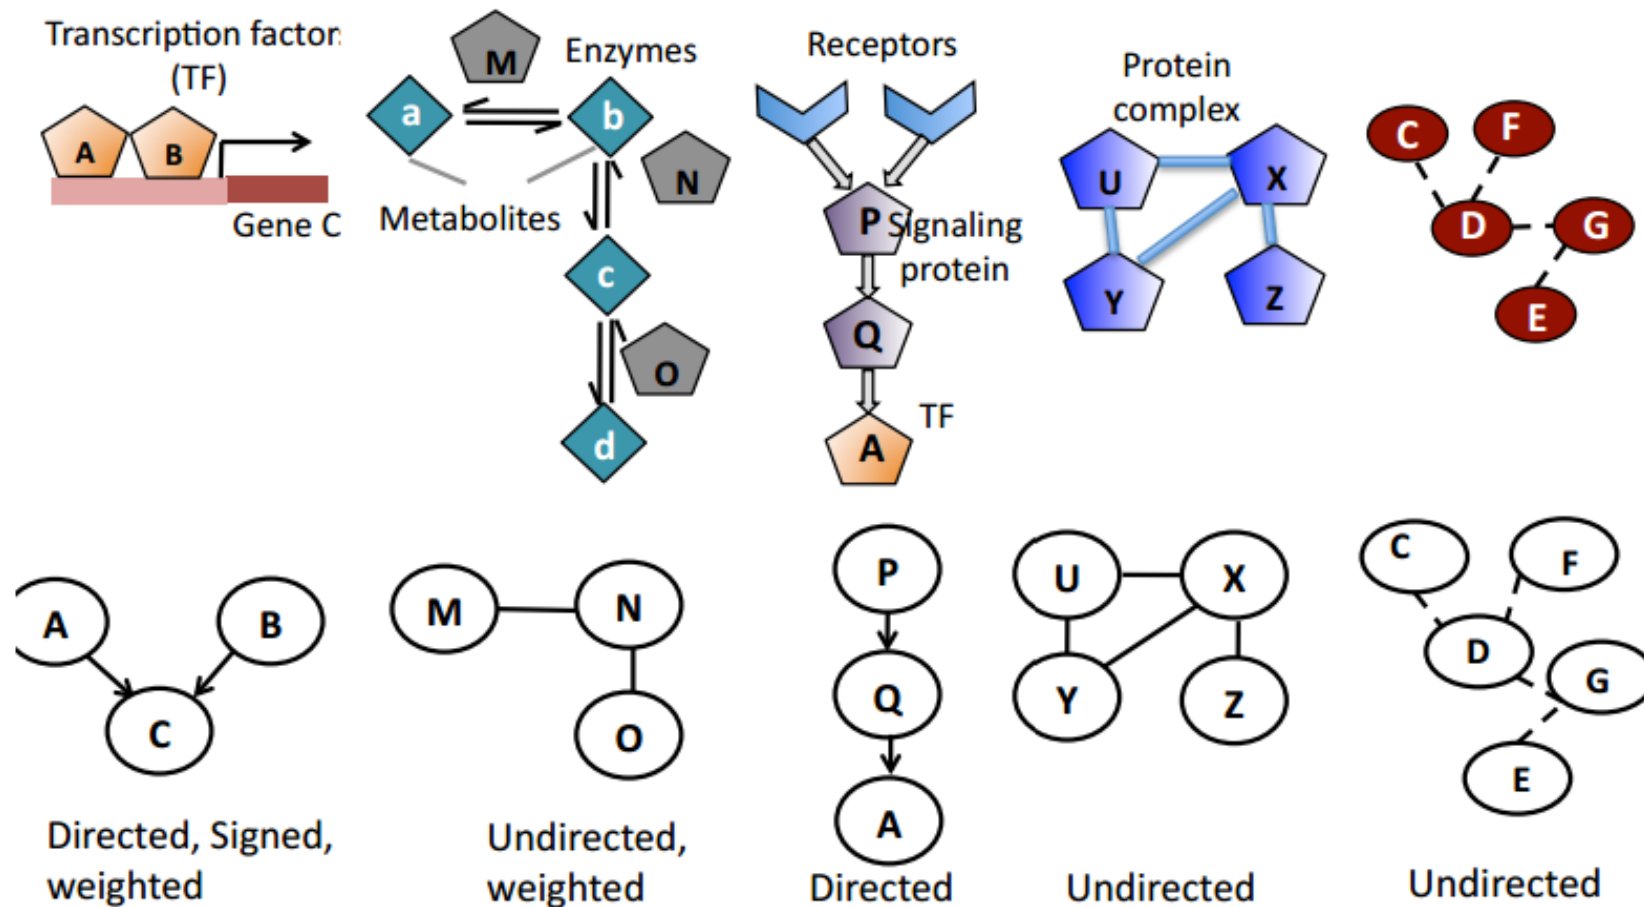 Transcription factor
(TF)
A
B
Gene C
M
Enzymes
a
b
N
Metabolites
c
O
d
Receptors
P
Signaling
protein
Q
TF
A
Protein
complex
U
X
Y
Z
C
F
D
G
E
A
B
C
Directed, Signed,
weighted
M
N
O
Undirected,
weighted
P
Q
A
Directed
U
X
Y
Z
Undirected
C
F
D
G
E
Undirected